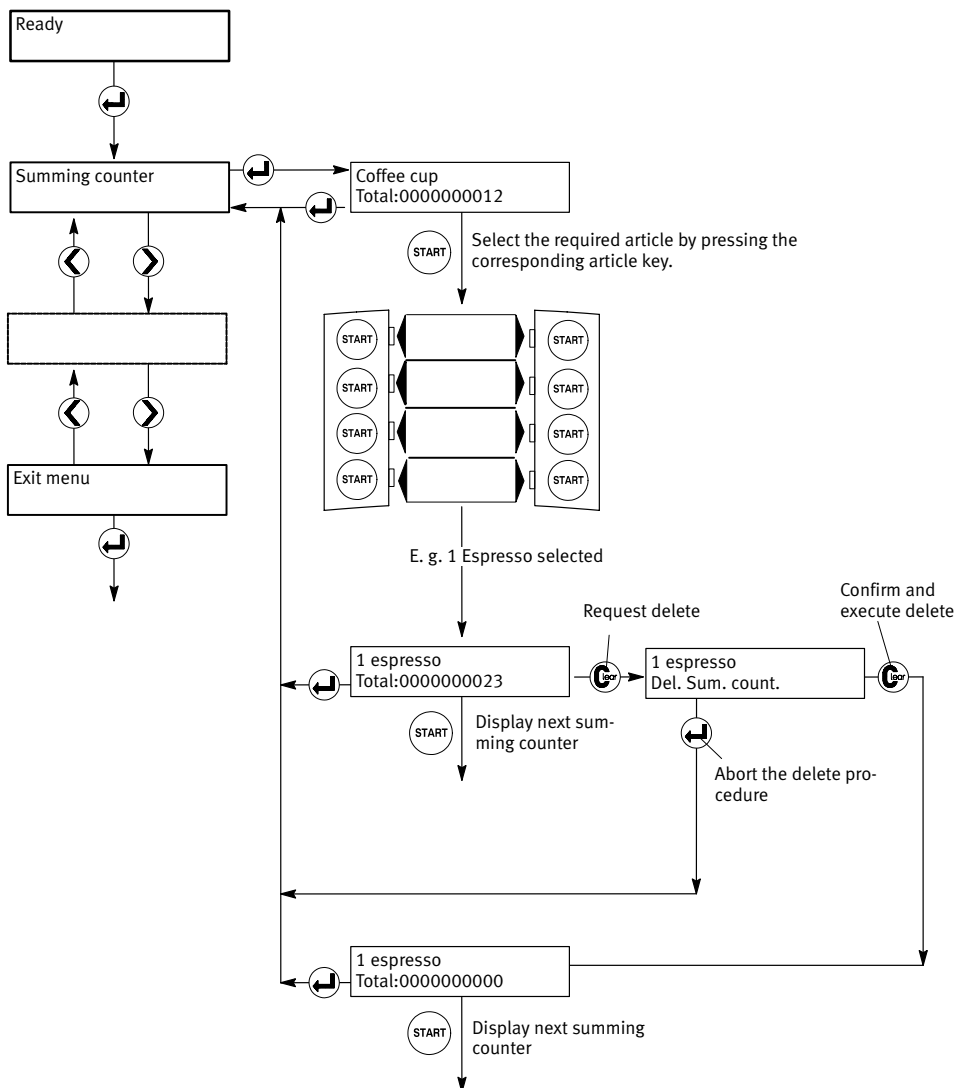 Ready
Summing counter
Coffee cup
Total:0000000012
START
Select the required article by pressing the
corresponding article key.
START
START
START
START
START
START
START
START
Exit menu
E. g. 1 Espresso selected
Request delete
Confirm and
execute delete
1 espresso
Total:0000000023
Clear
1 espresso
Del. Sum. count.
Clear
START
Display next sum-
ming counter
Abort the delete pro-
cedure
1 espresso
Total:0000000000
START
Display next summing
counter